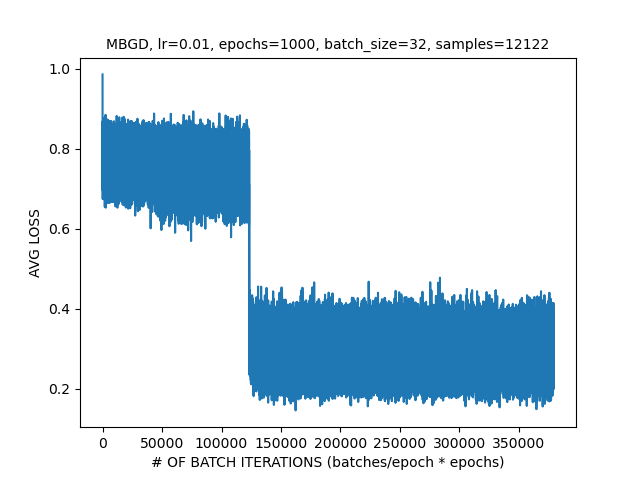 MBGD, lr=0.01, epochs=1000, batch_size=32, samples=12122
1.0
0.8
0.6
0.4
0.2
AVG LOSS
0 50000 100000 150000 200000 250000 300000 350000
# OF BATCH ITERATIONS (batches/epoch * epochs)